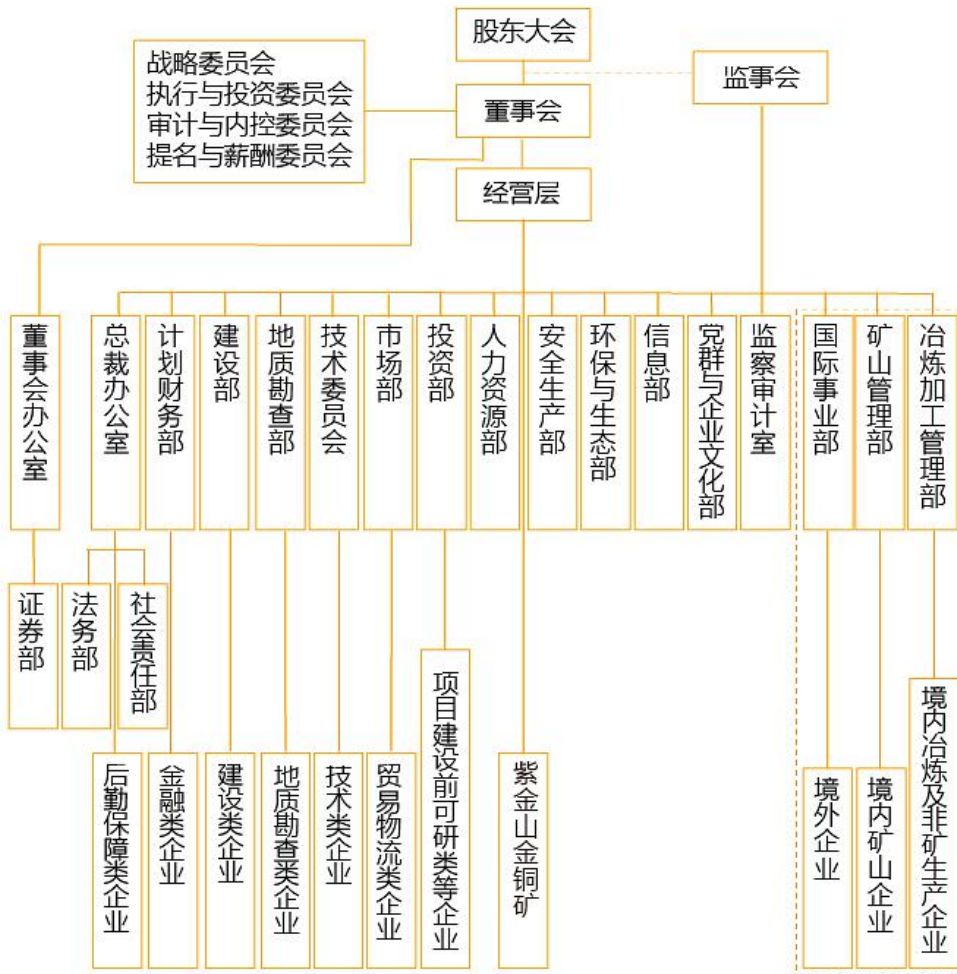 股东大会
监事会
战略委员会
执行与投资委员会
审计与内控委员会
提名与薪酬委员会
董事会
经营层
董事会办公室
总裁办公室
计划财务部
建设部
地质勘查部
技术委员会
市场部
投资部
人力资源部
安全生产部
环保与生态部
信息部
党群与企业文化部
监察审计室
国际事业部
矿山管理部
冶炼加工管理部
证券部
法务部
社会责任部
后勤保障类企业
金融类企业
建设类企业
地质勘查类企业
技术类企业
贸易物流类企业
项目建设前可研类等企业
紫金山金铜矿
境外企业
境内矿山企业
境内冶炼及非矿生产企业